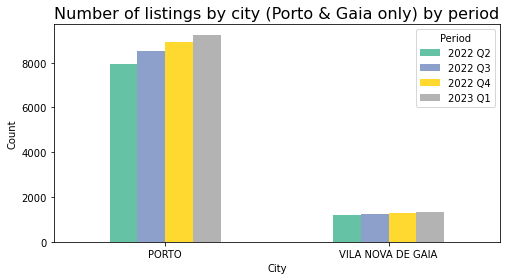 Number of listings by city (Porto & Gaia only) by period
Period
2022 Q2
2022 Q3
2022 Q4
2023 Q1
8000
6000
4000
2000
0
Count
PORTO
VILA NOVA DE GAIA
City